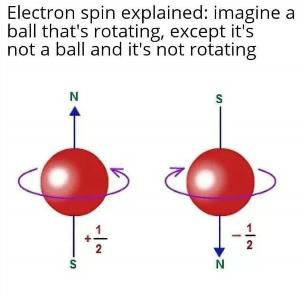 Electron spin explained: imagine a
ball that's rotating, except it's
not a ball and it's not rotating
N
S
+1/2
-1/2
S
N